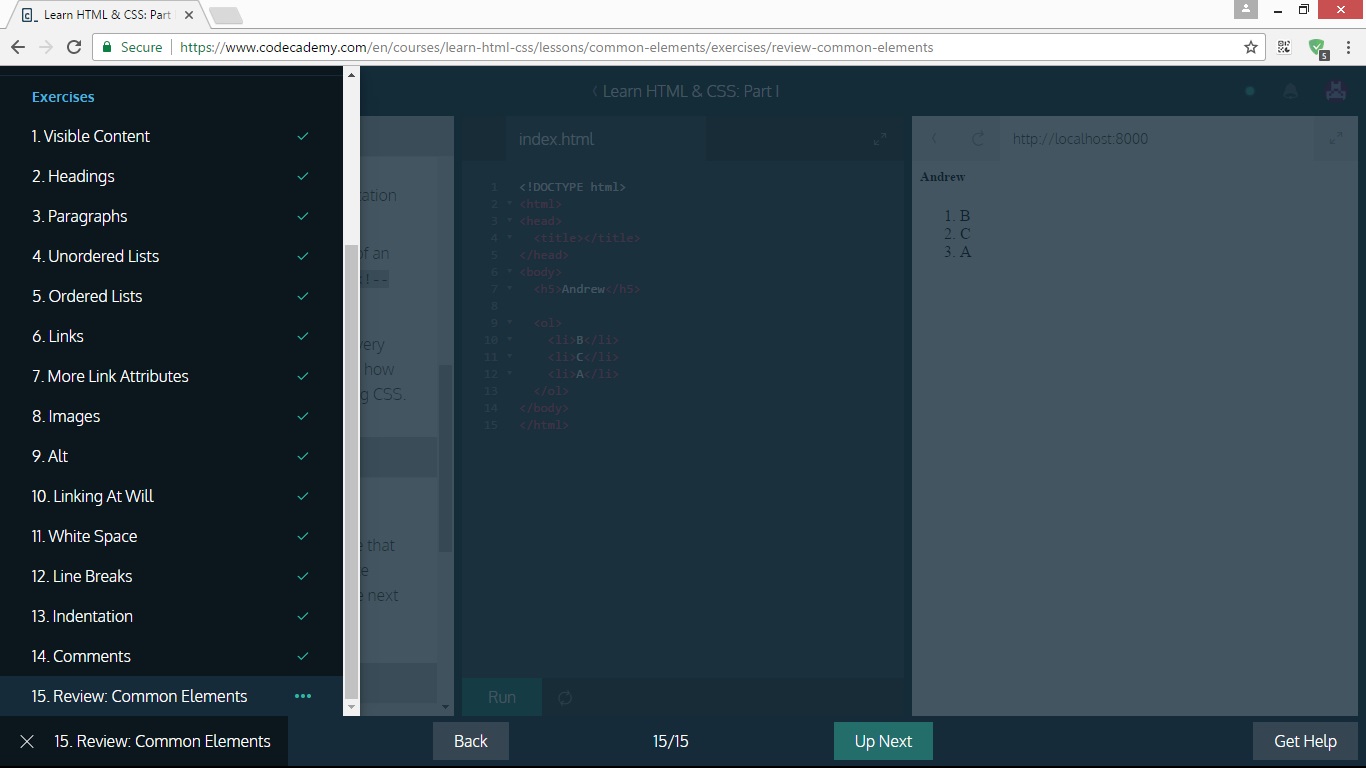 Learn HTML & CSS: Part I
Secure
https://www.codecademy.com/en/courses/learn-html-css/lessons/common-elements/exercises/review-common-elements
5
Exercises
1. Visible Content
2. Headings
3. Paragraphs
4. Unordered Lists
5. Ordered Lists
6. Links
7. More Link Attributes
8. Images
9. Alt
10. Linking At Will
11. White Space
12. Line Breaks
13. Indentation
14. Comments
15. Review: Common Elements
Learn HTML & CSS: Part I
of an
!--
how
g CSS.
that
next
index.html
1 <!DOCTYPE html>
2 <html>
3 <head>
4 <title></title>
5 </head>
6 <body>
7 <h5>Andrew</h5>
8
9 <ol>
10 <li>B</li>
11 <li>C</li>
12 <li>A</li>
13 </ol>
14 </body>
15 </html>
Run
http://localhost:8000
Andrew
1. B
2. C
3. A
15. Review: Common Elements
Back
15/15
Up Next
Get Help